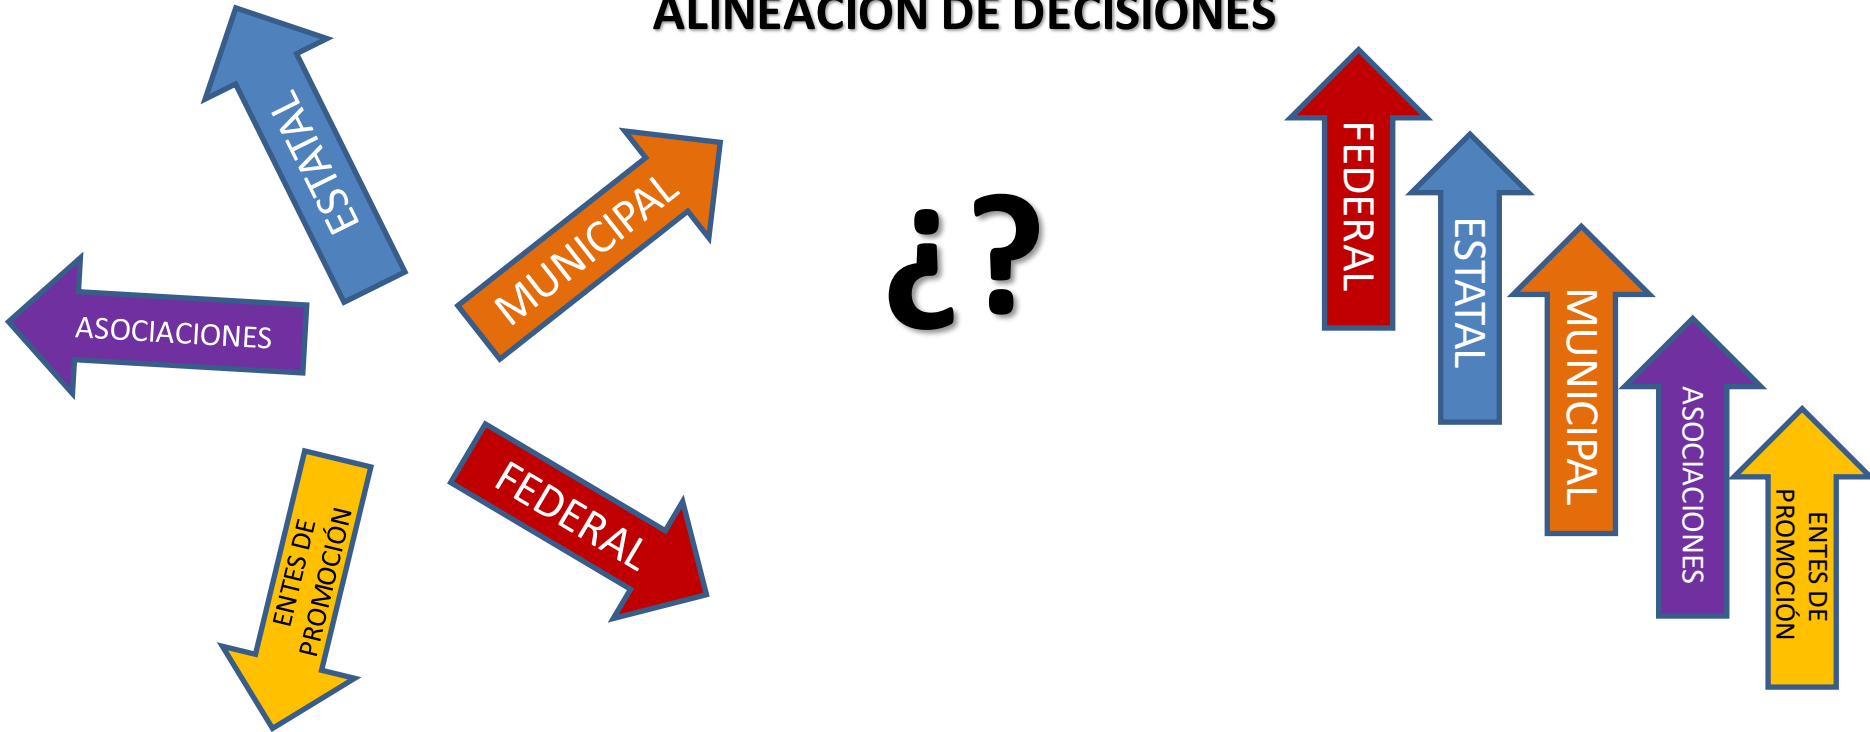 ALINEACIÓN DE DECISIONES
ESTATAL
MUNICIPAL
ASOCIACIONES
FEDERAL
ENTES DE
PROMOCIÓN
¿?
FEDERAL
ESTATAL
MUNICIPAL
ASOCIACIONES
ENTES DE
PROMOCIÓN